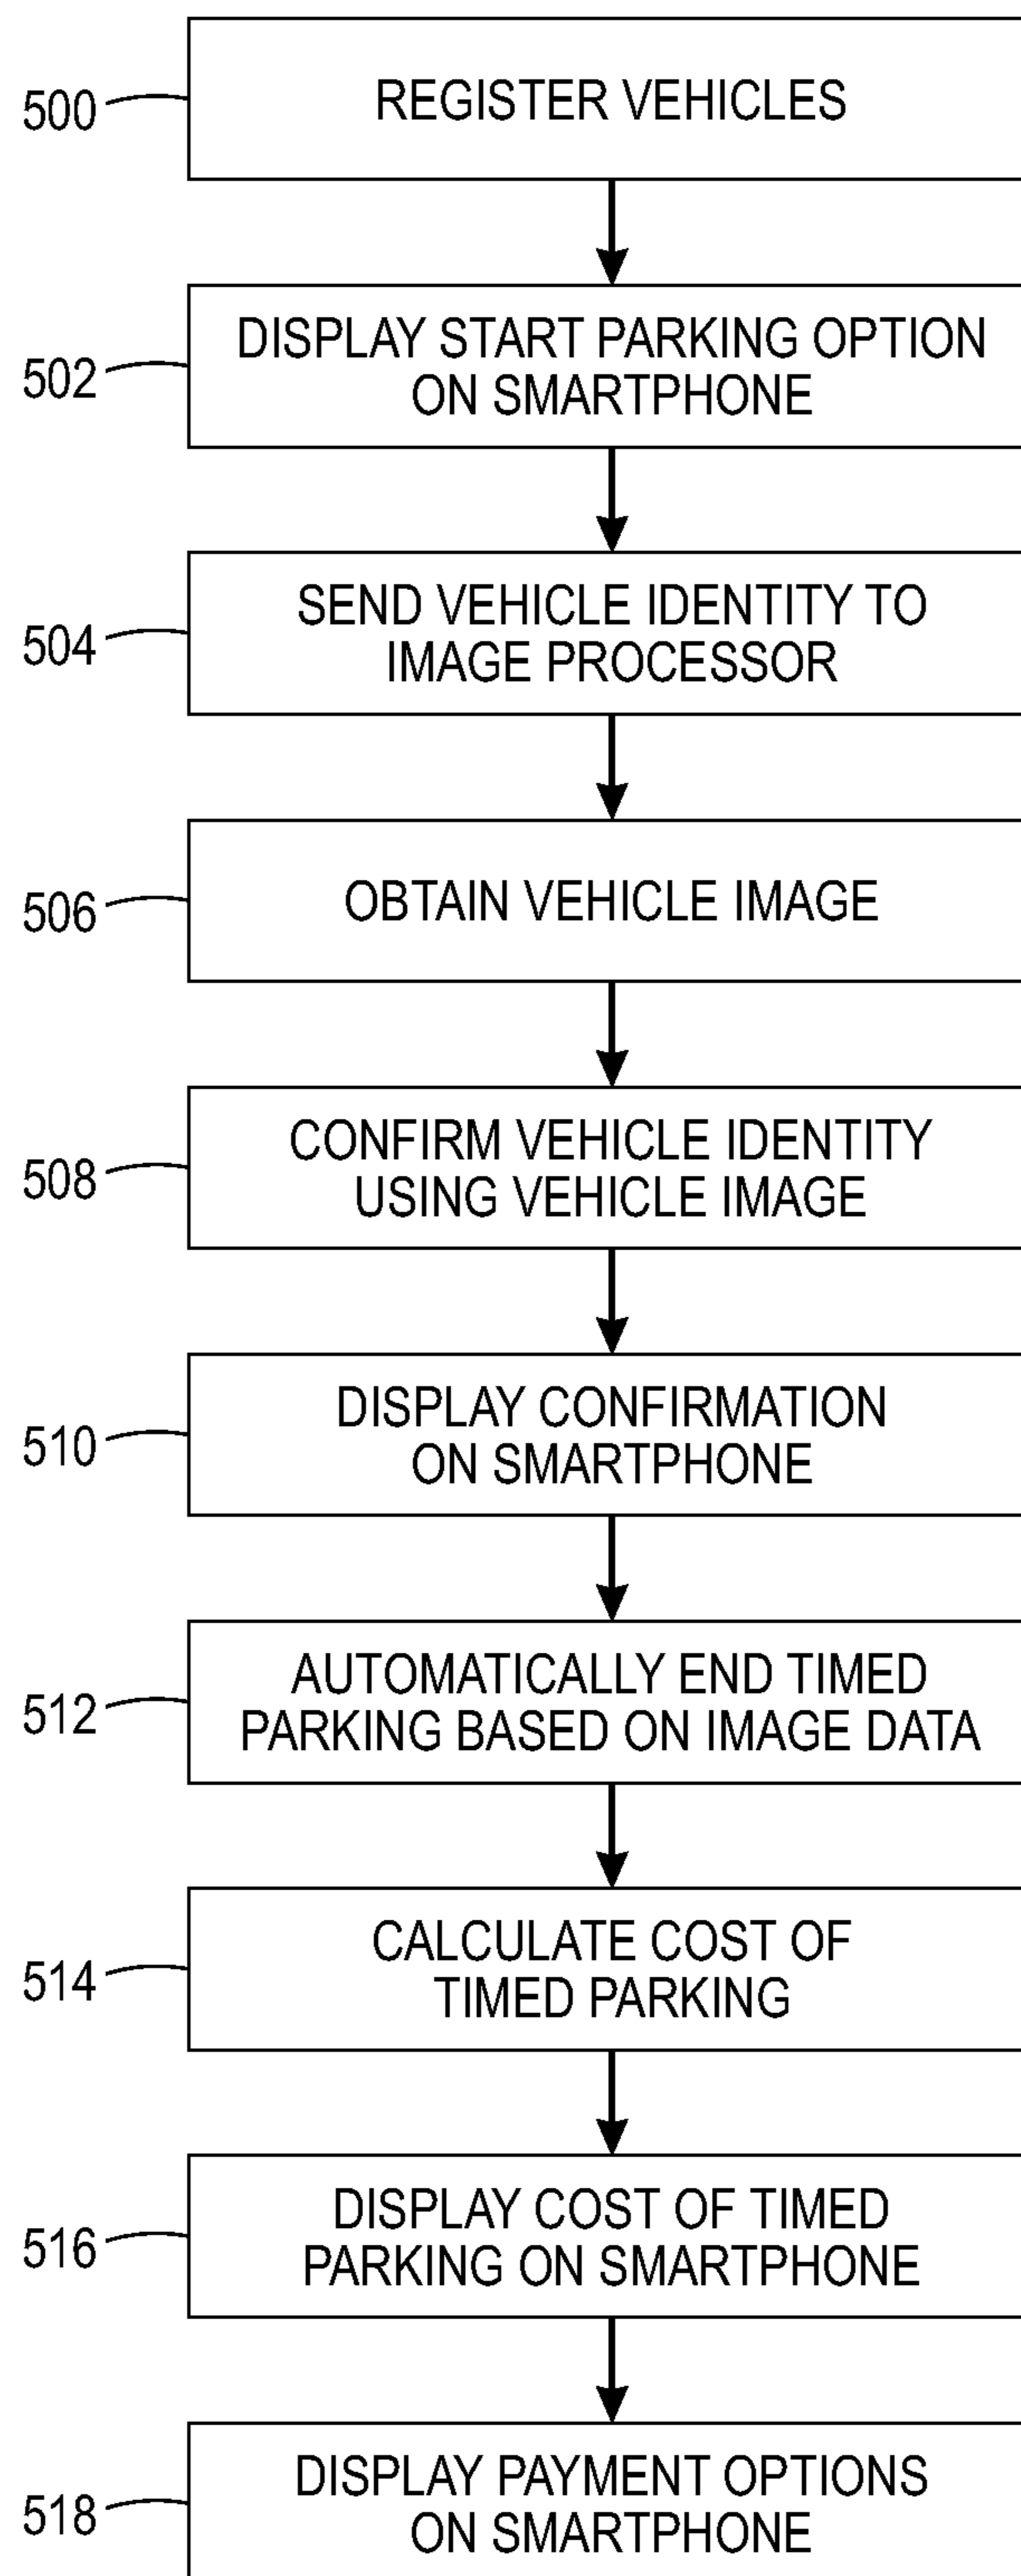 500
REGISTER VEHICLES
502
DISPLAY START PARKING OPTION
ON SMARTPHONE
504
SEND VEHICLE IDENTITY TO
IMAGE PROCESSOR
506
OBTAIN VEHICLE IMAGE
508
CONFIRM VEHICLE IDENTITY
USING VEHICLE IMAGE
510
DISPLAY CONFIRMATION
ON SMARTPHONE
512
AUTOMATICALLY END TIMED
PARKING BASED ON IMAGE DATA
514
CALCULATE COST OF
TIMED PARKING
516
DISPLAY COST OF TIMED
PARKING ON SMARTPHONE
518
DISPLAY PAYMENT OPTIONS
ON SMARTPHONE